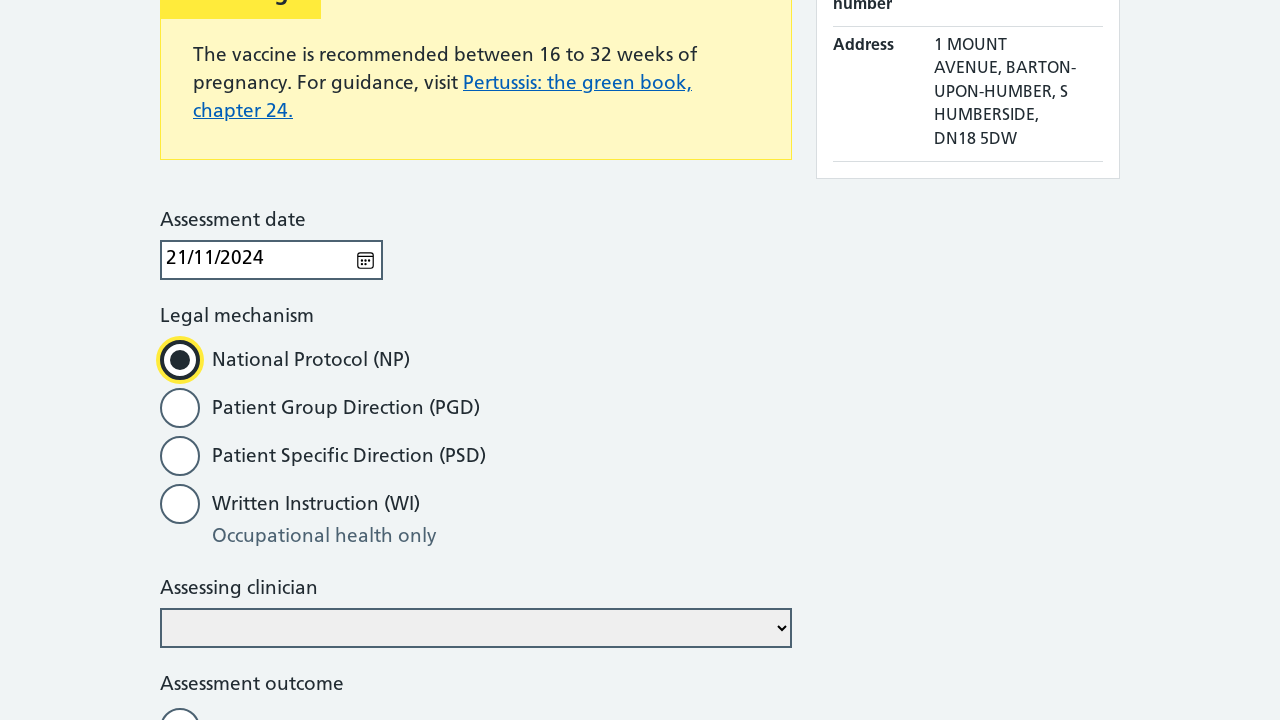 The vaccine is recommended between 16 to 32 weeks of
pregnancy. For guidance, visit Pertussis: the green book,
chapter 24.
number
Address
1 MOUNT
AVENUE, BARTON-
UPON-HUMBER, S
HUMBERSIDE,
DN18 5DW
Assessment date
21/11/2024
Legal mechanism
National Protocol (NP)
Patient Group Direction (PGD)
Patient Specific Direction (PSD)
Written Instruction (WI)
Occupational health only
Assessing clinician
Assessment outcome